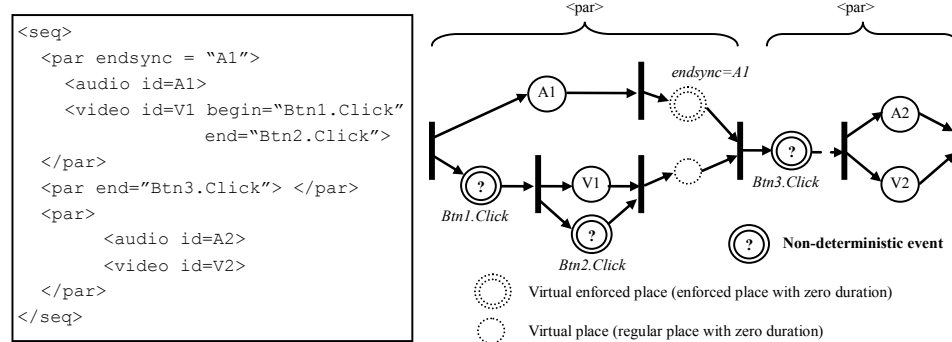 <seq>
<par endsync = “A1”>
<audio id=A1>
<video id=V1 begin=“Btn1.Click”
end=“Btn2.Click”>
</par>
<par end=”Btn3.Click”> </par>
<par>
<audio id=A2>
<video id=V2>
</par>
</seq>
<par>
<par>
endsync=A1
A1
A2
?
Btn3.Click
?
Btn1.Click
V1
V2
?
Btn2.Click
? Non-deterministic event
Virtual enforced place (enforced place with zero duration)
Virtual place (regular place with zero duration)